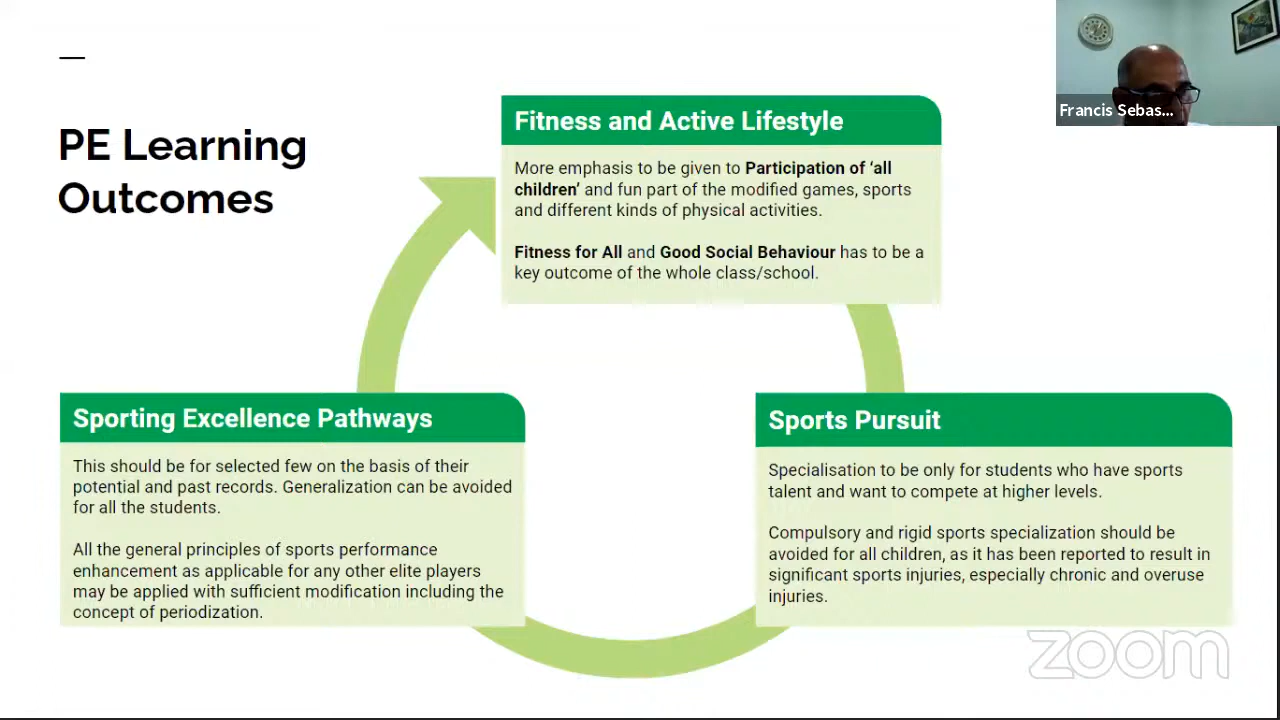 PE Learning
Outcomes
Fitness and Active Lifestyle
More emphasis to be given to Participation of ‘all
children’ and fun part of the modified games, sports
and different kinds of physical activities.
Fitness for All and Good Social Behaviour has to be a
key outcome of the whole class/school.
Francis Sebas...
Sporting Excellence Pathways
This should be for selected few on the basis of their
potential and past records. Generalization can be avoided
for all the students.
All the general principles of sports performance
enhancement as applicable for any other elite players
may be applied with sufficient modification including the
concept of periodization.
Sports Pursuit
Specialisation to be only for students who have sports
talent and want to compete at higher levels.
Compulsory and rigid sports specialization should be
avoided for all children, as it has been reported to result in
significant sports injuries, especially chronic and overuse
injuries.
zoom